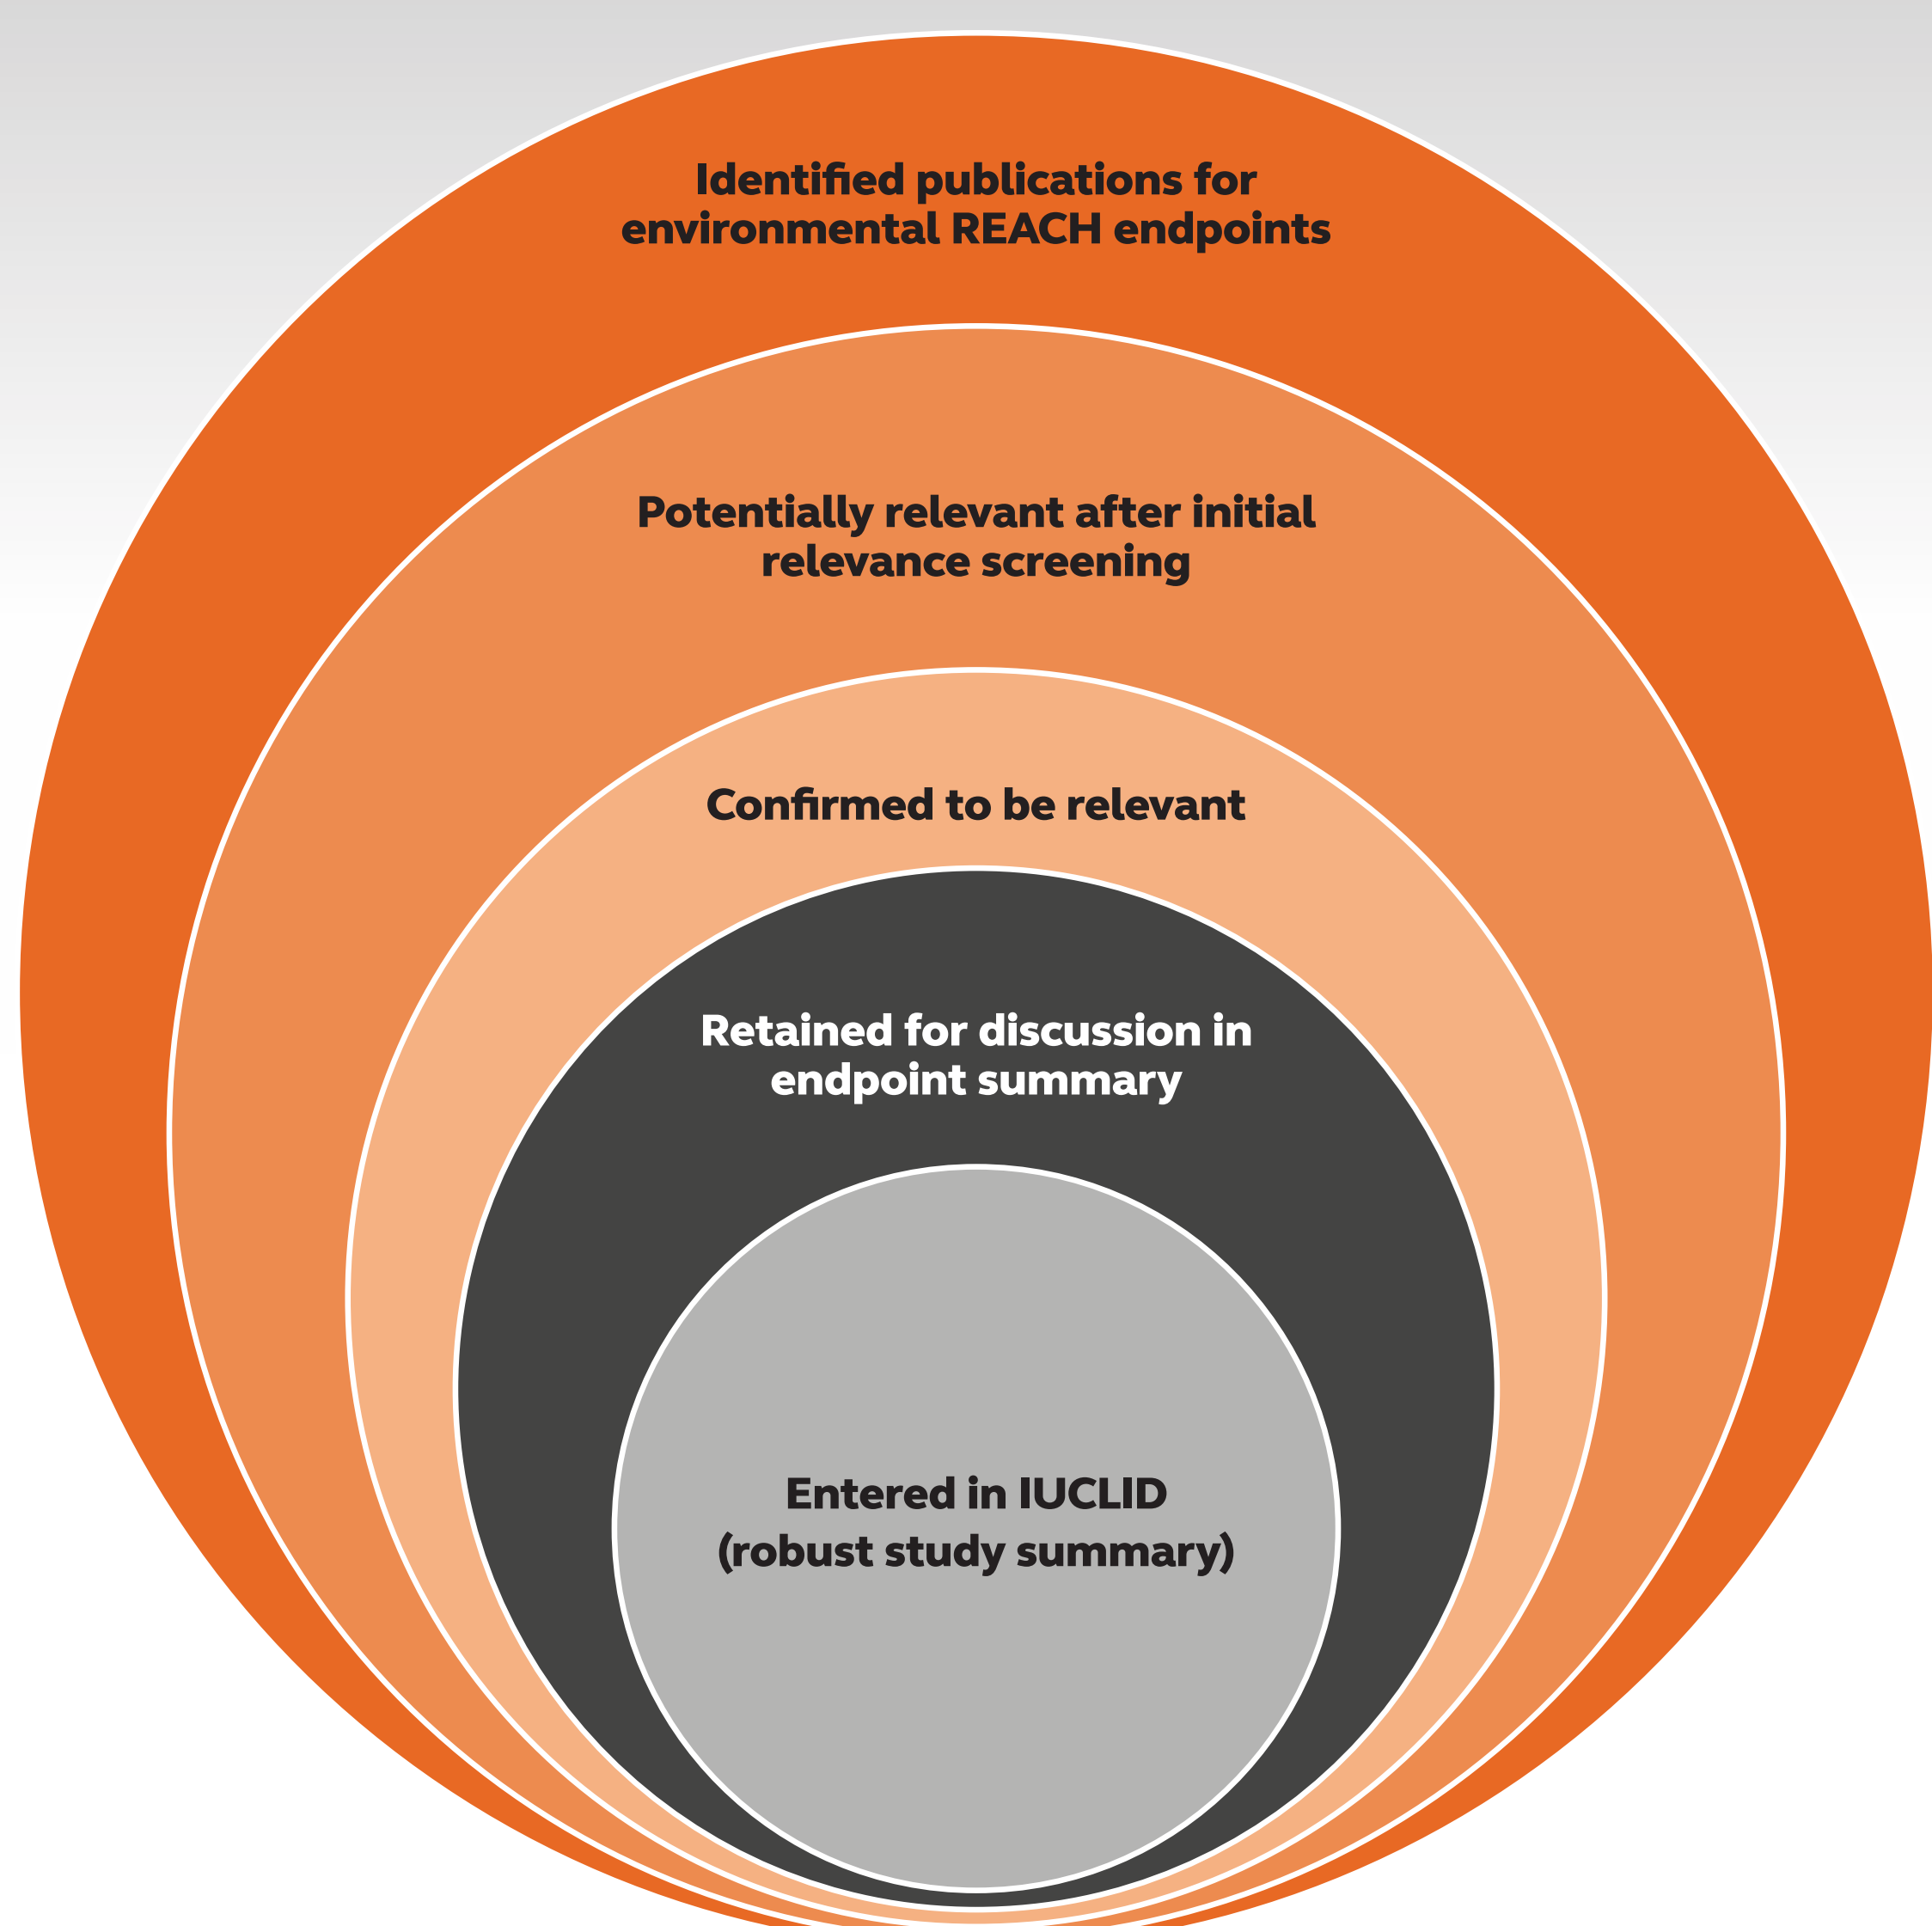 Identified publications for
environmental REACH endpoints
Potentially relevant after initial
relevance screening
Confirmed to be relevant
Retained for discussion in
endpoint summary
Entered in IUCLID
(robust study summary)